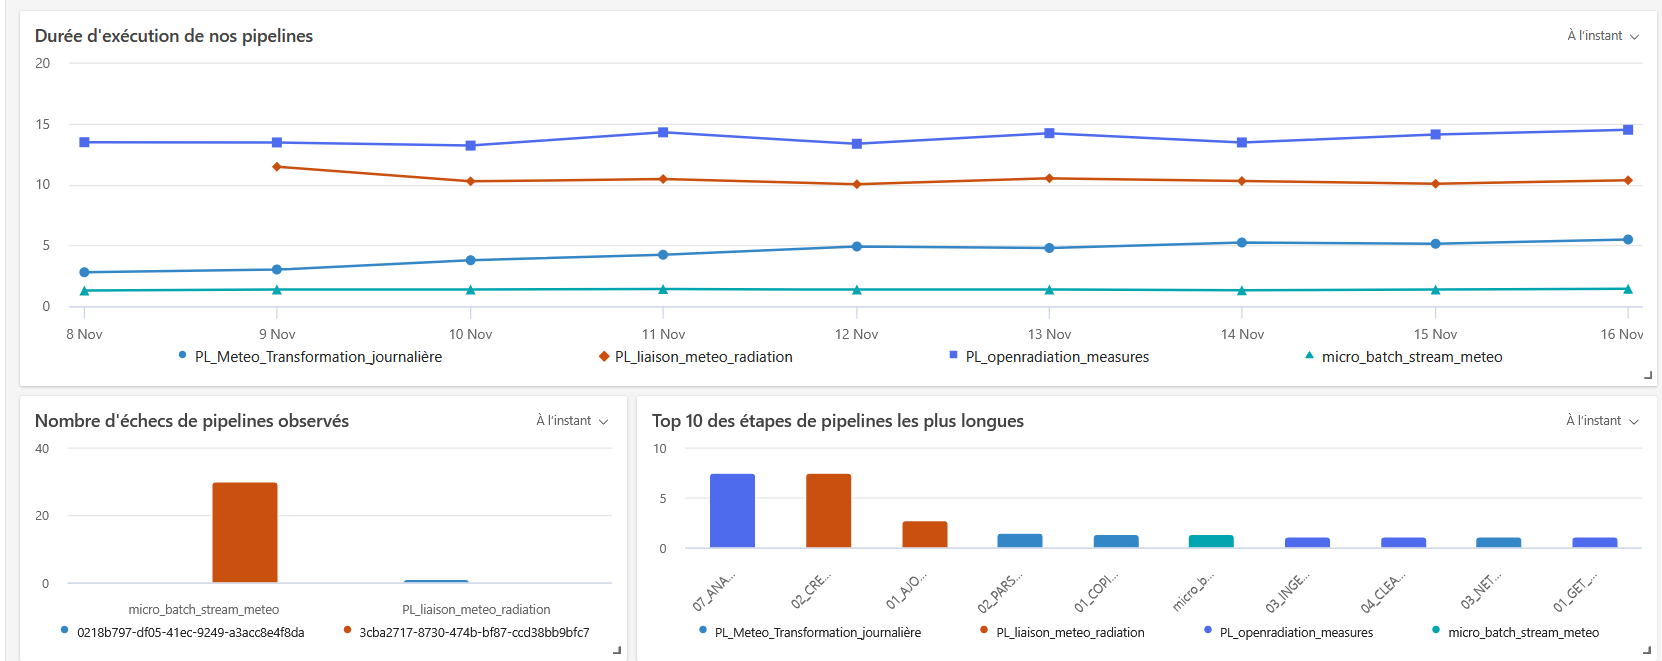 Durée d'exécution de nos pipelines
À l'instant
20
15
10
5
0
8 Nov 9 Nov 10 Nov 11 Nov 12 Nov 13 Nov 14 Nov 15 Nov 16 Nov
PL_Meteo_Transformation_journalière PL_liaison_meteo_radiation PL_openradiation_measures micro_batch_stream_meteo
Nombre d'échecs de pipelines observés
À l'instant
40
20
0
micro_batch_stream_meteo PL_liaison_meteo_radiation
0218b797-df05-41ec-9249-a3acc8e4f8da 3cba2717-8730-474b-bf87-ccd38bb9bfc7
Top 10 des étapes de pipelines les plus longues
À l'instant
10
5
0
07_ANA... 02_CRE... 01_AJO... 02_PARS... 01_COPI... micro_b... 03_INGE... 04_CLEA... 03_NET... 01_GET_...
PL_Meteo_Transformation_journalière PL_liaison_meteo_radiation PL_openradiation_measures micro_batch_stream_meteo